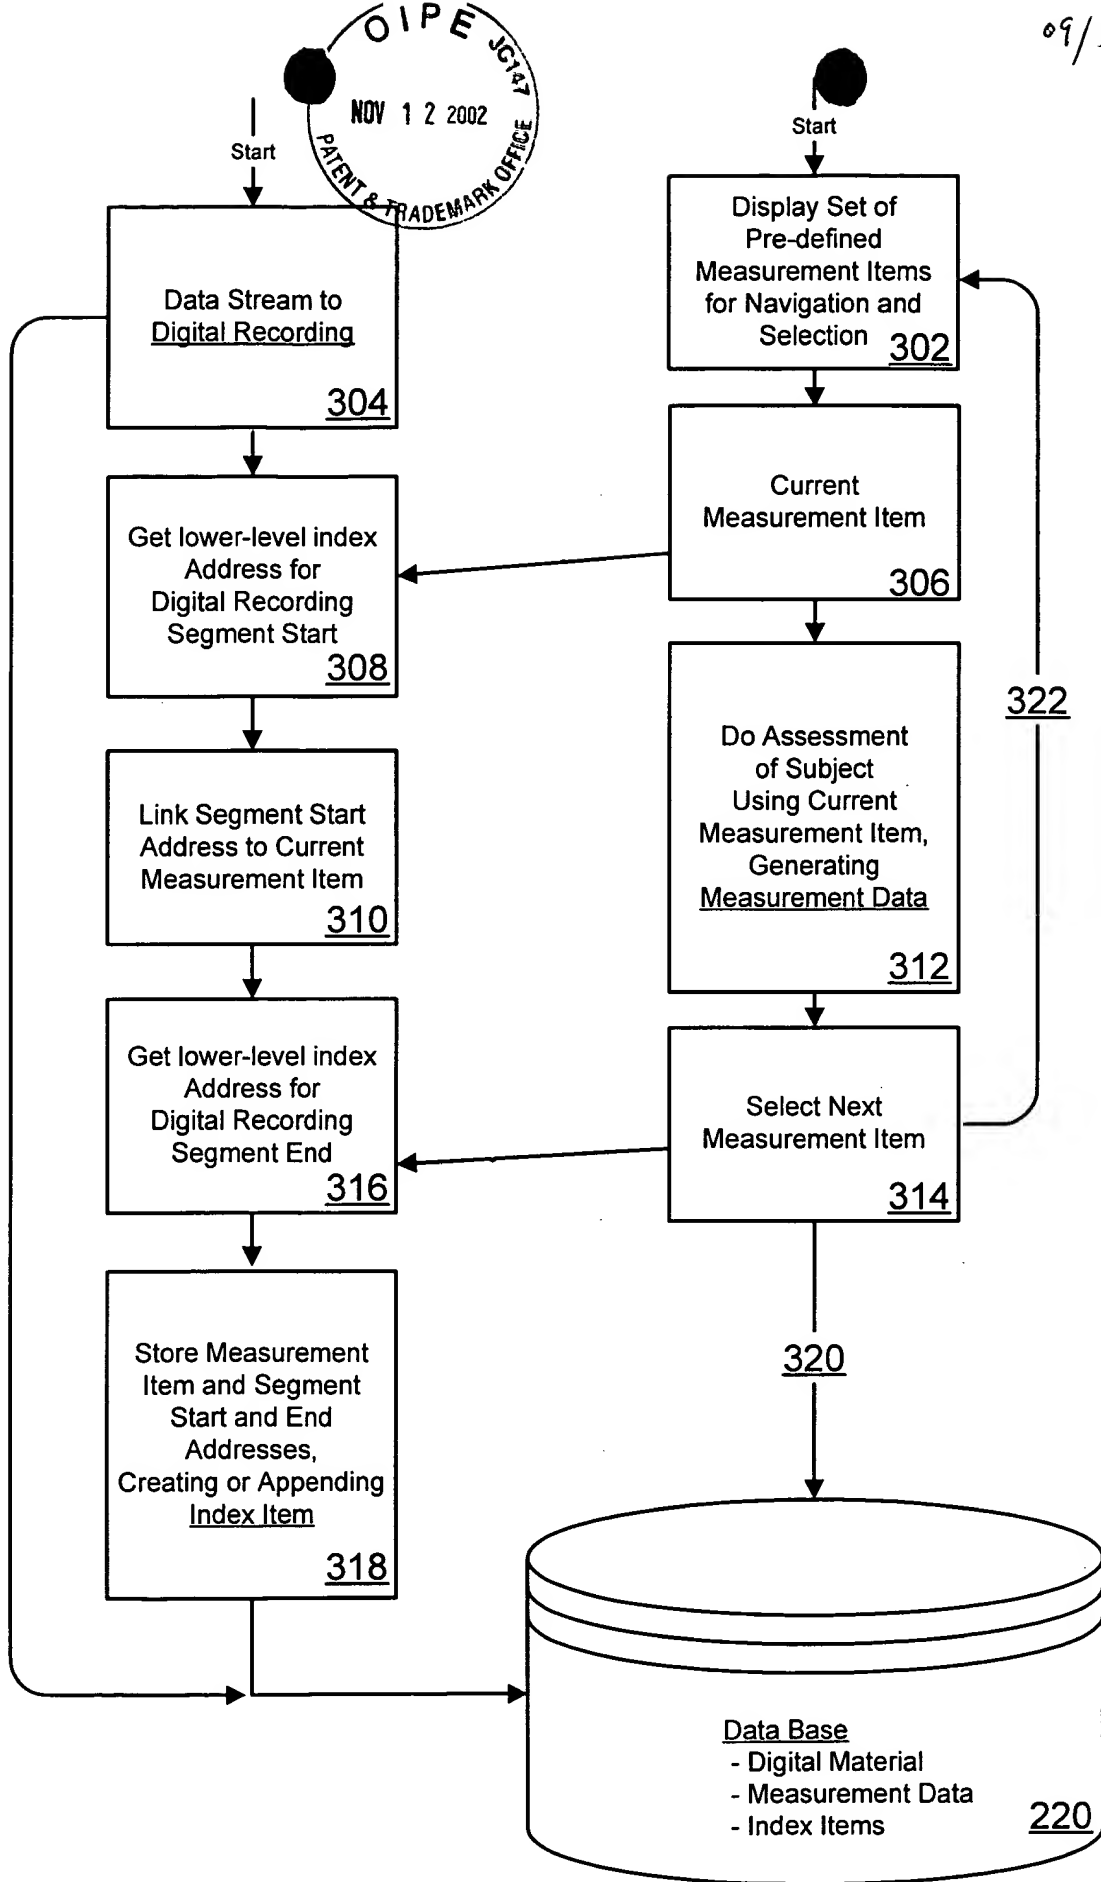 OIPE
JC147
NOV 12 2002
PATENT & TRADEMARK OFFICE
09/
Start
Data Stream to
Digital Recording
304
Get lower-level index
Address for
Digital Recording
Segment Start
308
Link Segment Start
Address to Current
Measurement Item
310
Get lower-level index
Address for
Digital Recording
Segment End
316
Store Measurement
Item and Segment
Start and End
Addresses,
Creating or Appending
Index Item
318
Start
Display Set of
Pre-defined
Measurement Items
for Navigation and
Selection
302
Current
Measurement Item
306
Do Assessment
of Subject
Using Current
Measurement Item,
Generating
Measurement Data
312
Select Next
Measurement Item
314
322
320
Data Base
- Digital Material
- Measurement Data
- Index Items
220